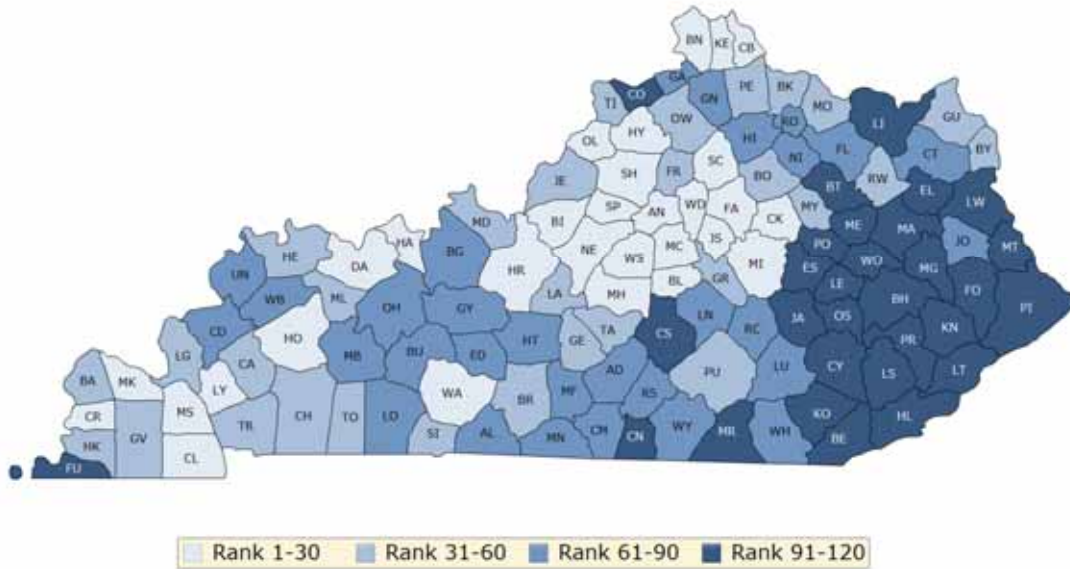 BN KE CB
GA PE BK
CO GN MO
TJ OW RO LI GU
HY HI FL CT BY
OL NI
SH SC
JE FR BO RW
BT EL LW
SP AN WD FA CK MY
MD BI ME MA
HA NE JS PO JO MT
HE BG WS MC WO
DA HR MI ES MG
UN BL GR LE FO
WB ML LA MH BH PI
OH GY LN JA OS
CD TA RC KN
HO CS PR
MB BU ED HT GE
LG CA AD LU CY LS LT
BA MK LY PU
WA MF RS
CR MS BR KO HL
TR CH TO LO
HK GV SI AL MN CM CN WY MR WH BE
FU CL
Rank 1-30 Rank 31-60 Rank 61-90 Rank 91-120